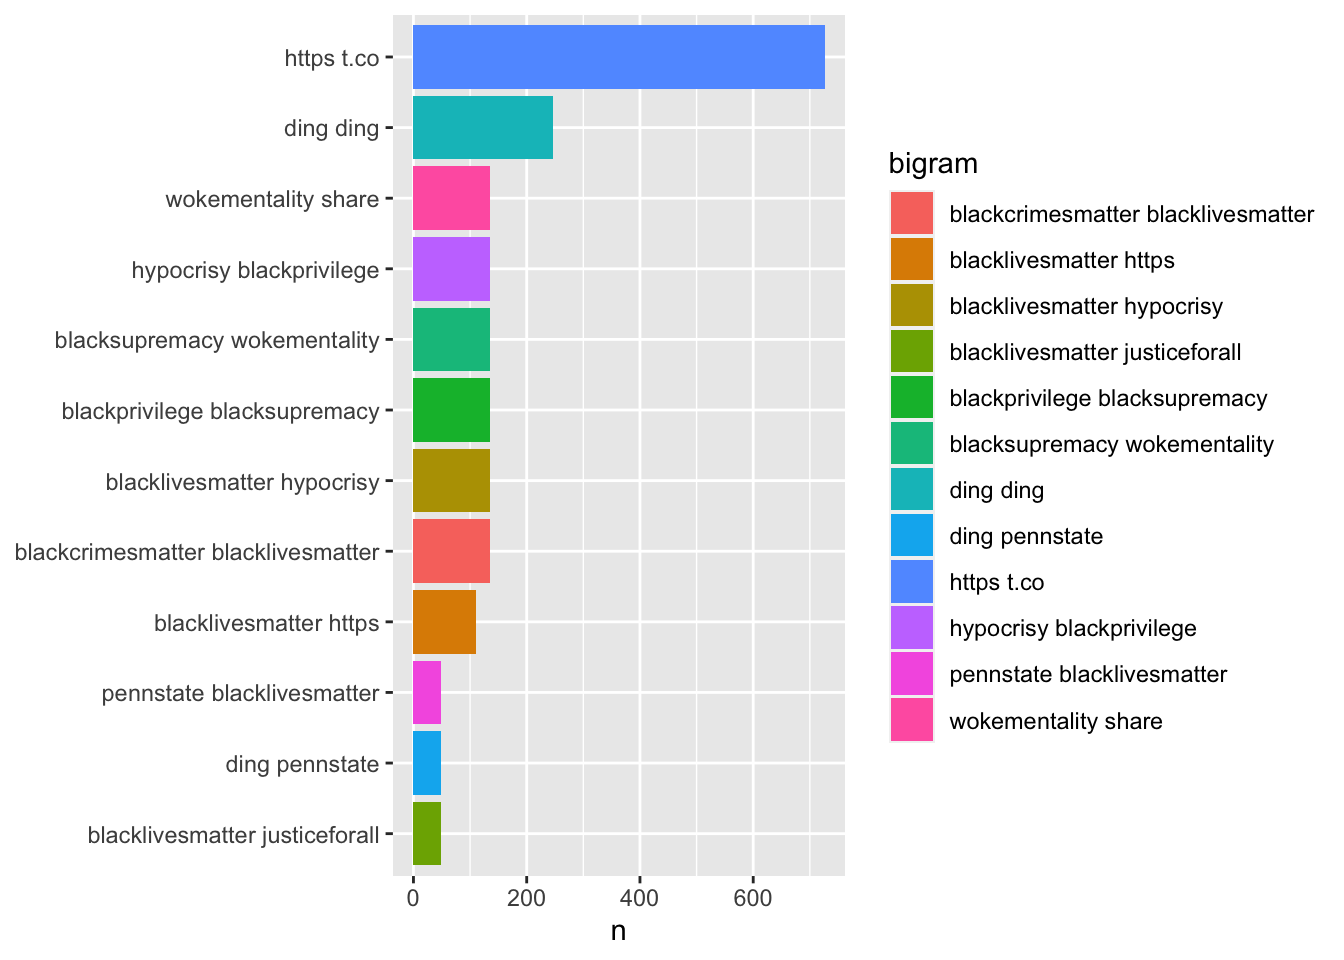 https t.co
ding ding
wokementality share
hypocrisy blackprivilege
blacksupremacy wokementality
blackprivilege blacksupremacy
blacklivesmatter hypocrisy
blackcrimesmatter blacklivesmatter
blacklivesmatter https
pennstate blacklivesmatter
ding pennstate
blacklivesmatter justiceforall
0 200 400 600
n
bigram
blackcrimesmatter blacklivesmatter
blacklivesmatter https
blacklivesmatter hypocrisy
blacklivesmatter justiceforall
blackprivilege blacksupremacy
blacksupremacy wokementality
ding ding
ding pennstate
https t.co
hypocrisy blackprivilege
pennstate blacklivesmatter
wokementality share